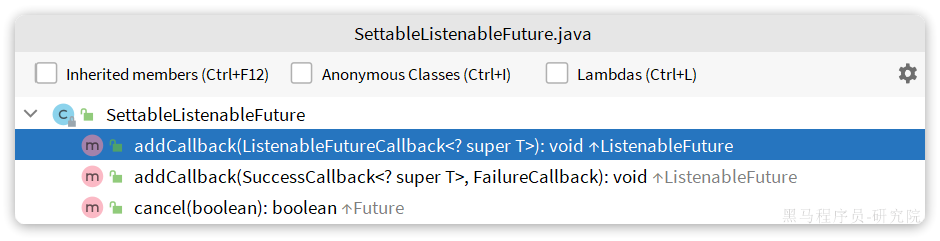 SettableListenableFuture.java
Inherited members (Ctrl+F12) Anonymous Classes (Ctrl+I) Lambdas (Ctrl+L)
C SettableListenableFuture
m addCallback(ListenableFutureCallback<? super T>): void ↑ListenableFuture
m addCallback(SuccessCallback<? super T>, FailureCallback): void ↑ListenableFuture
m cancel(boolean): boolean ↑Future
黑马程序员-研究院